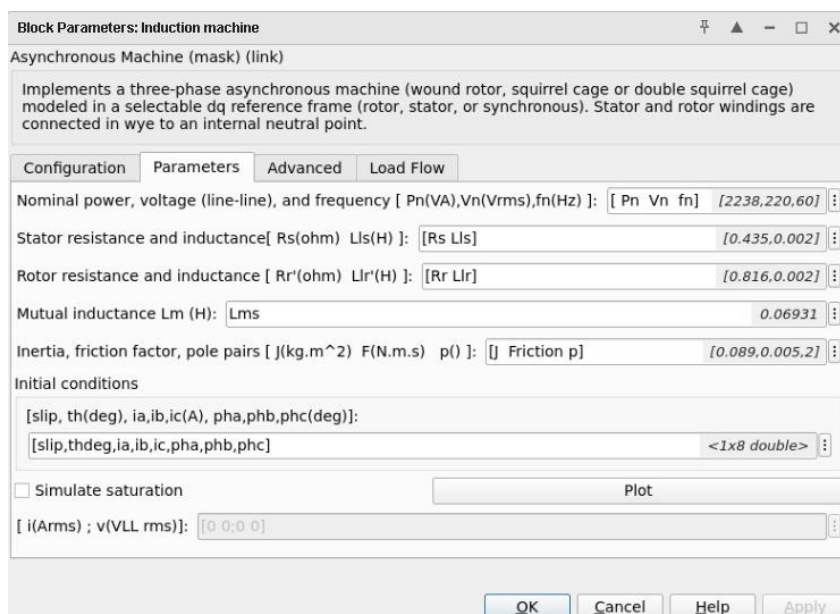 Block Parameters: Induction machine
Asynchronous Machine (mask) (link)
Implements a three-phase asynchronous machine (wound rotor, squirrel cage or double squirrel cage)
modeled in a selectable dq reference frame (rotor, stator, or synchronous). Stator and rotor windings are
connected in wye to an internal neutral point.
Configuration Parameters Advanced Load Flow
Nominal power, voltage (line-line), and frequency [ Pn(VA),Vn(Vrms),fn(Hz) ]: [ Pn Vn fn] [2238,220,60]
Stator resistance and inductance[ Rs(ohm) Lls(H) ]: [Rs Lls] [0.435,0.002]
Rotor resistance and inductance [ Rr'(ohm) Llr'(H) ]: [Rr Llr] [0.816,0.002]
Mutual inductance Lm (H): Lms 0.06931
Inertia, friction factor, pole pairs [ J(kg.m^2) F(N.m.s) p() ]: [J Friction p] [0.089,0.005,2]
Initial conditions
[slip, th(deg), ia,ib,ic(A), pha,phb,phc(deg)]:
[slip,thdeg,ia,ib,ic,pha,phb,phc] <1x8 double>
Simulate saturation Plot
[ i(Arms) ; v(VLL rms)]: [0 0;0 0]
OK Cancel Help Apply